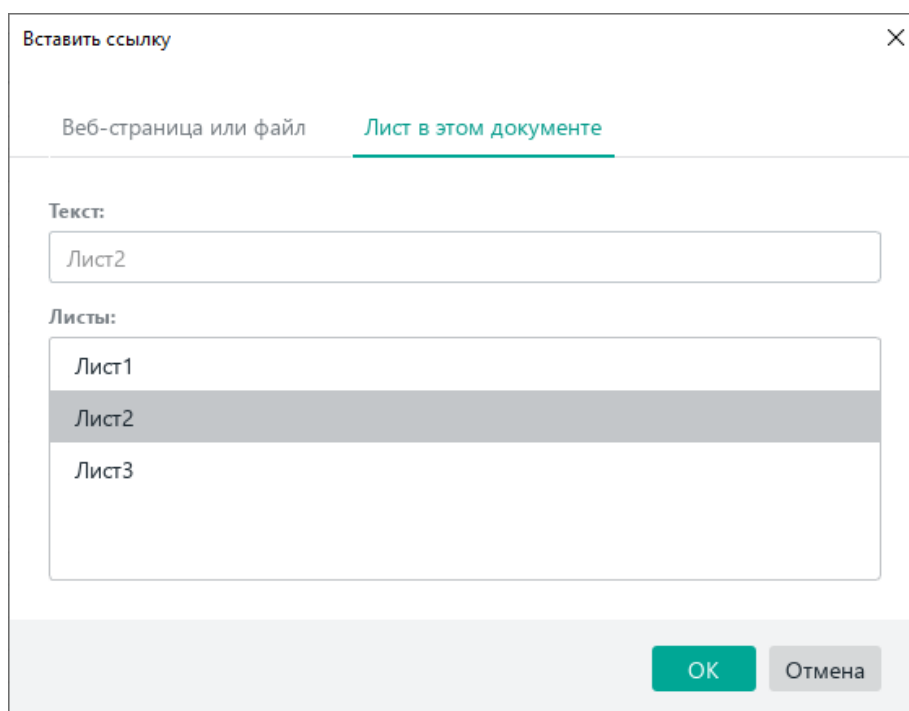 Вставить ссылку
Веб-страница или файл Лист в этом документе
Текст:
Лист2
Листы:
Лист1
Лист2
Лист3
ОК Отмена